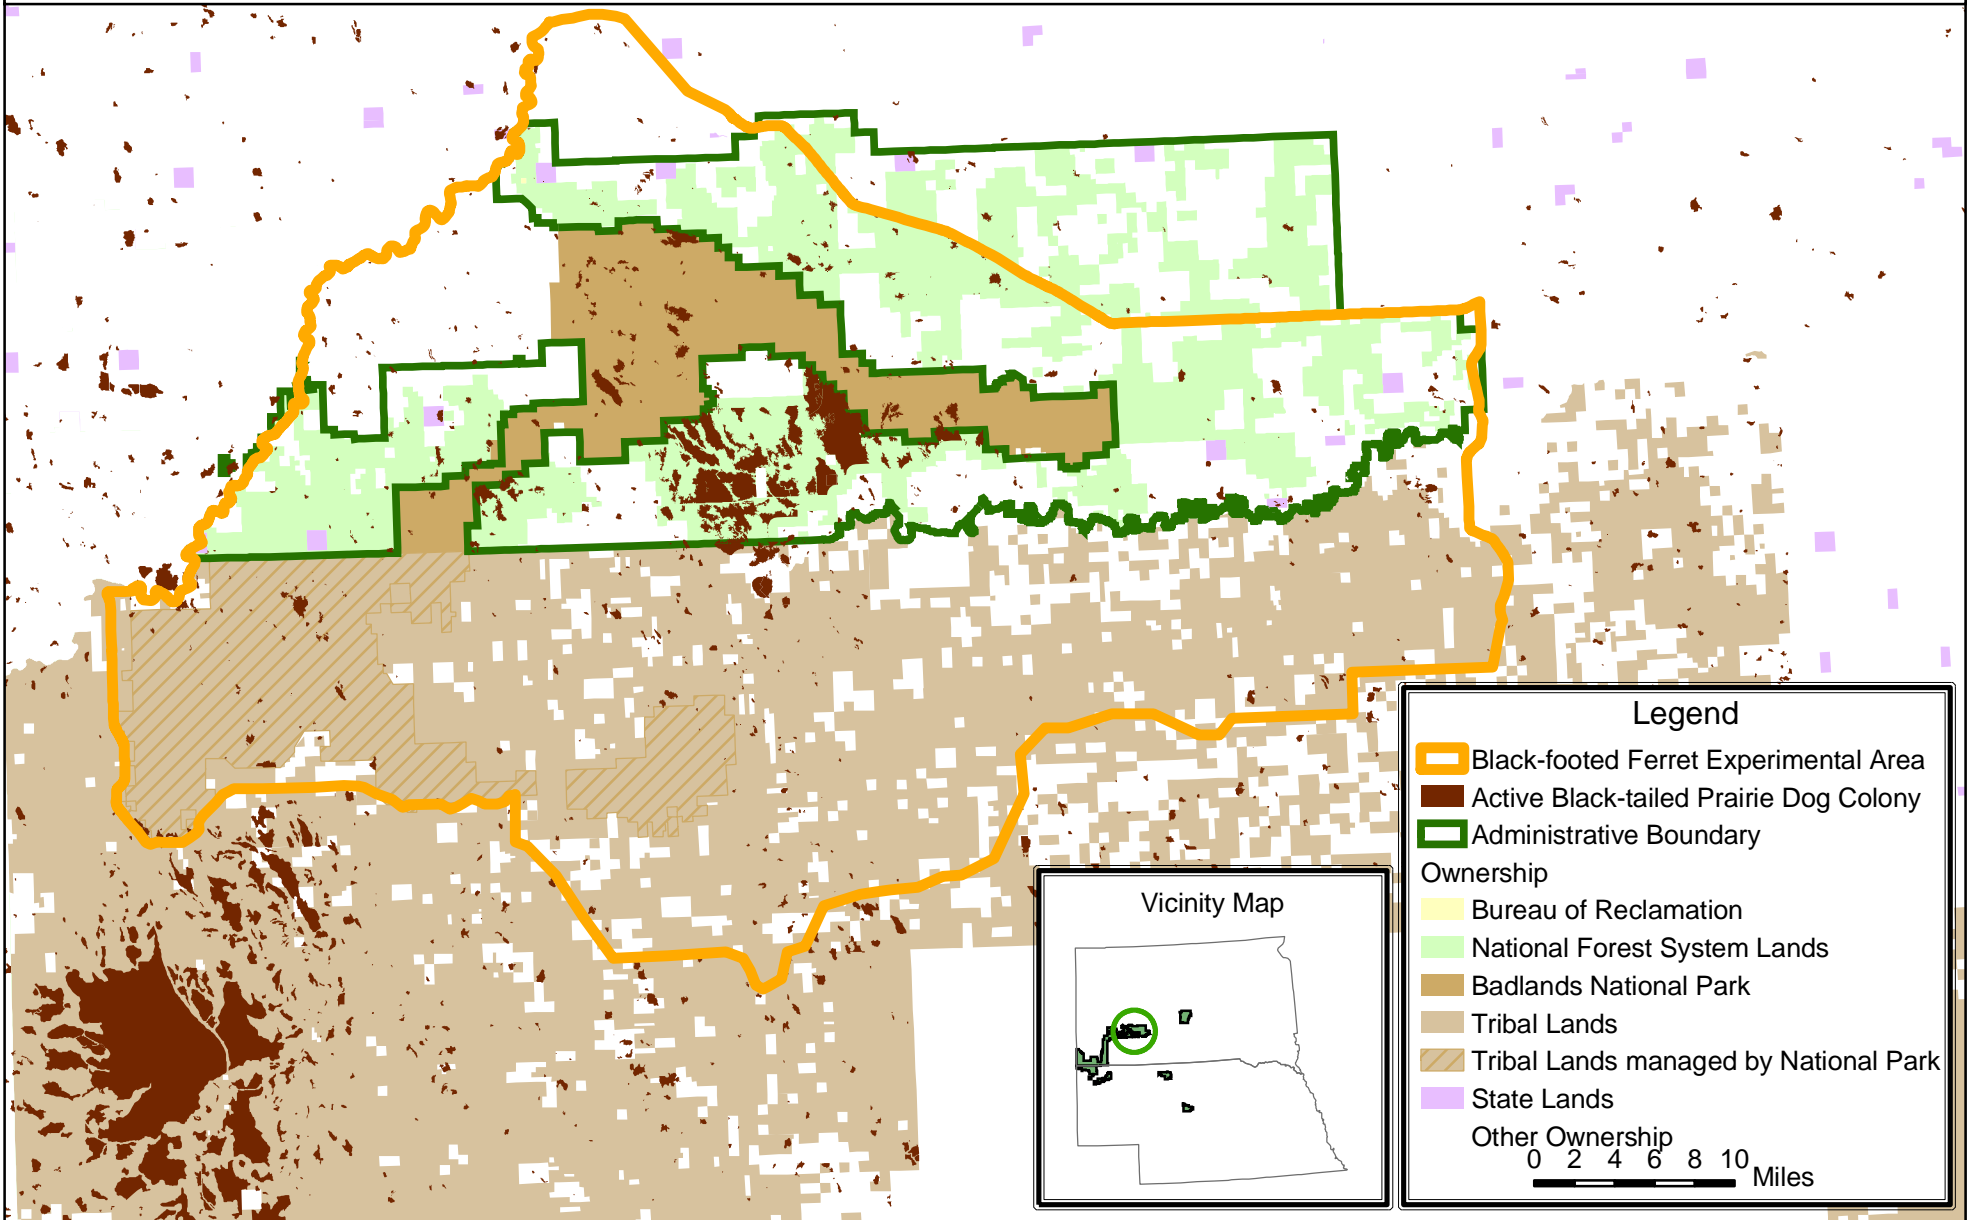 Legend
Black-footed Ferret Experimental Area
Active Black-tailed Prairie Dog Colony
Administrative Boundary
Ownership
Bureau of Reclamation
National Forest System Lands
Badlands National Park
Tribal Lands
Tribal Lands managed by National Park
State Lands
Other Ownership
0 2 4 6 8 10
Miles
Vicinity Map